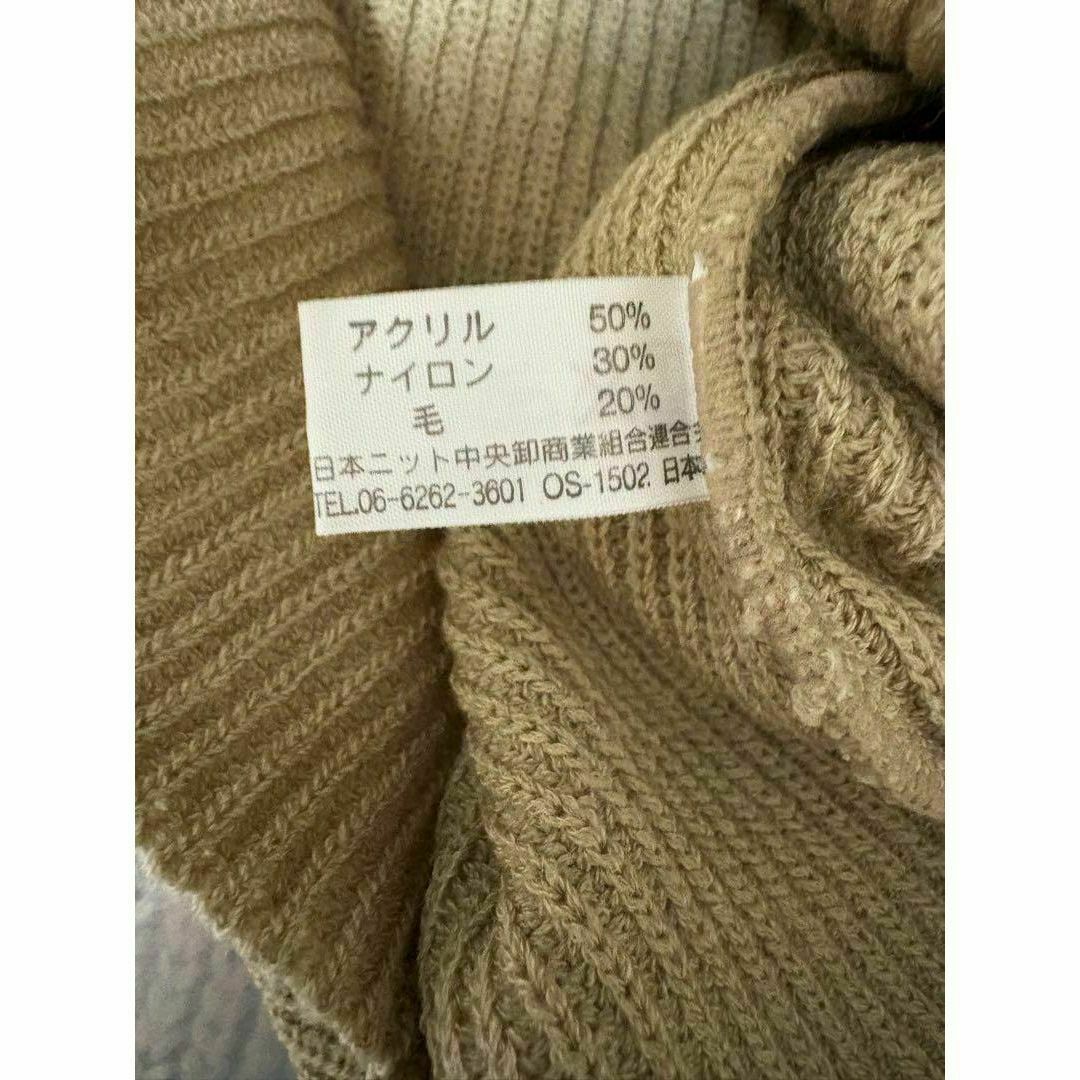 アクリル 50%
ナイロン 30%
毛 20%
日本ニット中央卸商業組合連合
TEL.06-6262-3601 OS-1502 日本